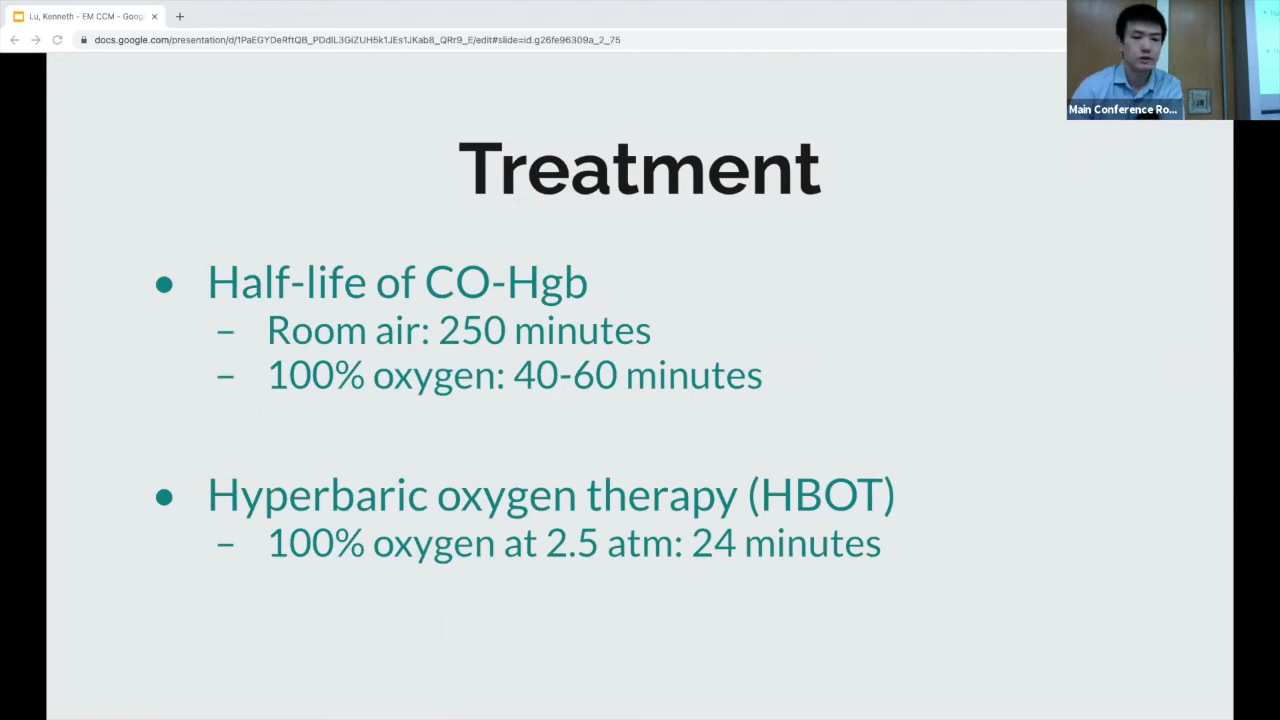 Lu, Kenneth - EM CCM - Goog
docs.google.com/presentation/d/1PaEGYDeRftQB_PDdIL3GiZUH5k1JEs1JKab8_QRr9_E/edit#slide=id.g26fe96309a_2_75
Main Conference Ro...
Treatment
● Half-life of CO-Hgb
– Room air: 250 minutes
– 100% oxygen: 40-60 minutes
● Hyperbaric oxygen therapy (HBOT)
– 100% oxygen at 2.5 atm: 24 minutes